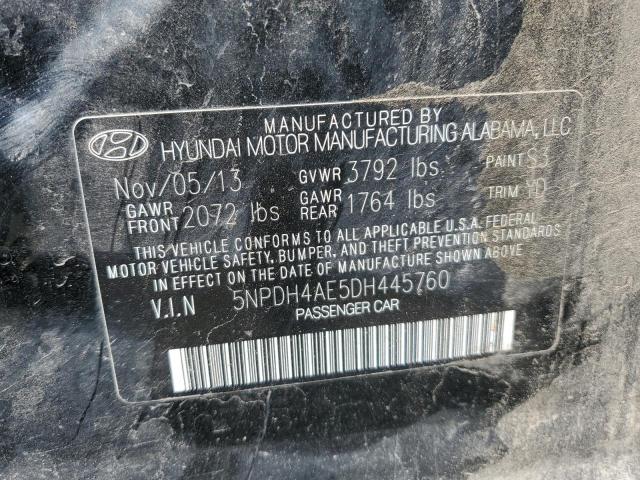 MANUFACTURED BY
HYUNDAI MOTOR MANUFACTURING ALABAMA, LLC
Nov/05/13 GVWR 3792 lbs PAINT S3
GAWR FRONT 2072 lbs GAWR REAR 1764 lbs TRIM YD
THIS VEHICLE CONFORMS TO ALL APPLICABLE U.S.A. FEDERAL
MOTOR VEHICLE SAFETY, BUMPER, AND THEFT PREVENTION STANDARDS
IN EFFECT ON THE DATE OF MANUFACTURE SHOWN ABOVE
V.I.N 5NPDH4AE5DH445760
PASSENGER CAR